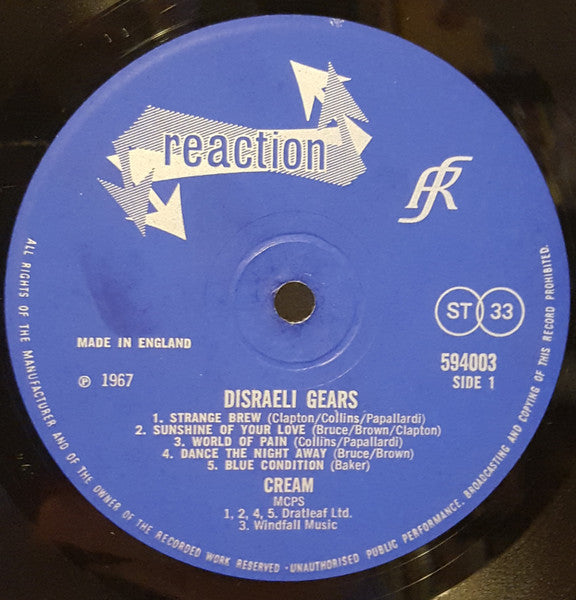 reaction
ST 33
MADE IN ENGLAND
594003
℗ 1967
SIDE 1
DISRAELI GEARS
1. STRANGE BREW (Clapton/Collins/Papallardi)
2. SUNSHINE OF YOUR LOVE (Bruce/Brown/Clapton)
3. WORLD OF PAIN (Collins/Papallardi)
4. DANCE THE NIGHT AWAY (Bruce/Brown)
5. BLUE CONDITION (Baker)
CREAM
MCPS
1, 2, 4, 5. Dratleaf Ltd.
3. Windfall Music
ALL RIGHTS OF THE MANUFACTURER AND OF THE OWNER OF THE RECORDED WORK RESERVED · UNAUTHORISED PUBLIC PERFORMANCE, BROADCASTING AND COPYING OF THIS RECORD PROHIBITED.